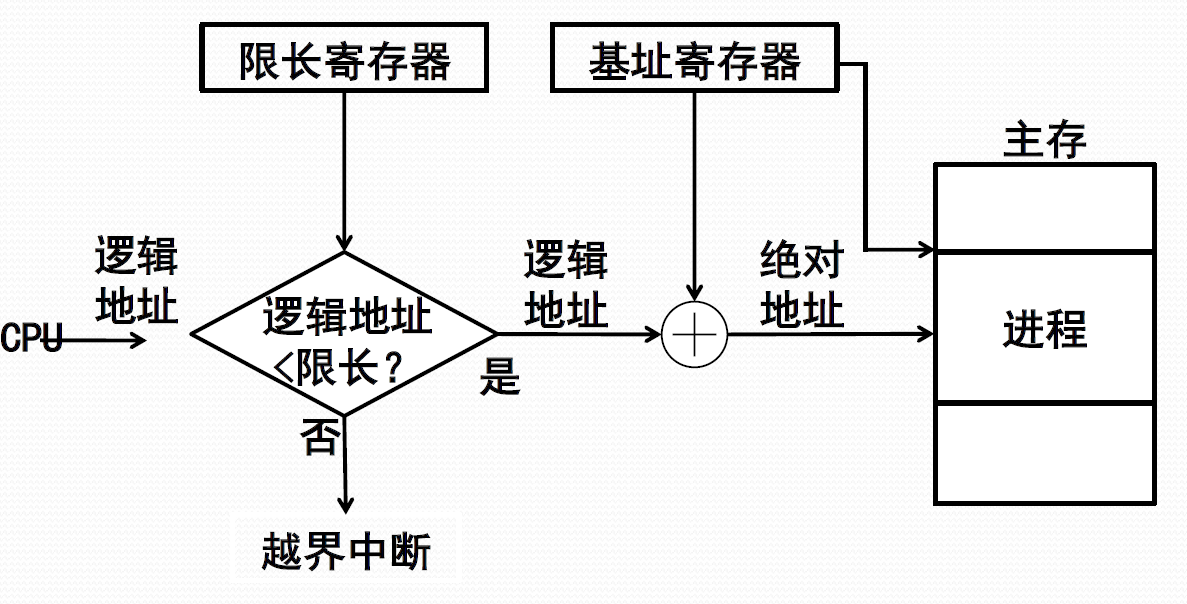 限长寄存器
基址寄存器
主存
逻辑
地址
CPU
逻辑地址
<限长?
逻辑
地址
是
绝对
地址
进程
否
越界中断